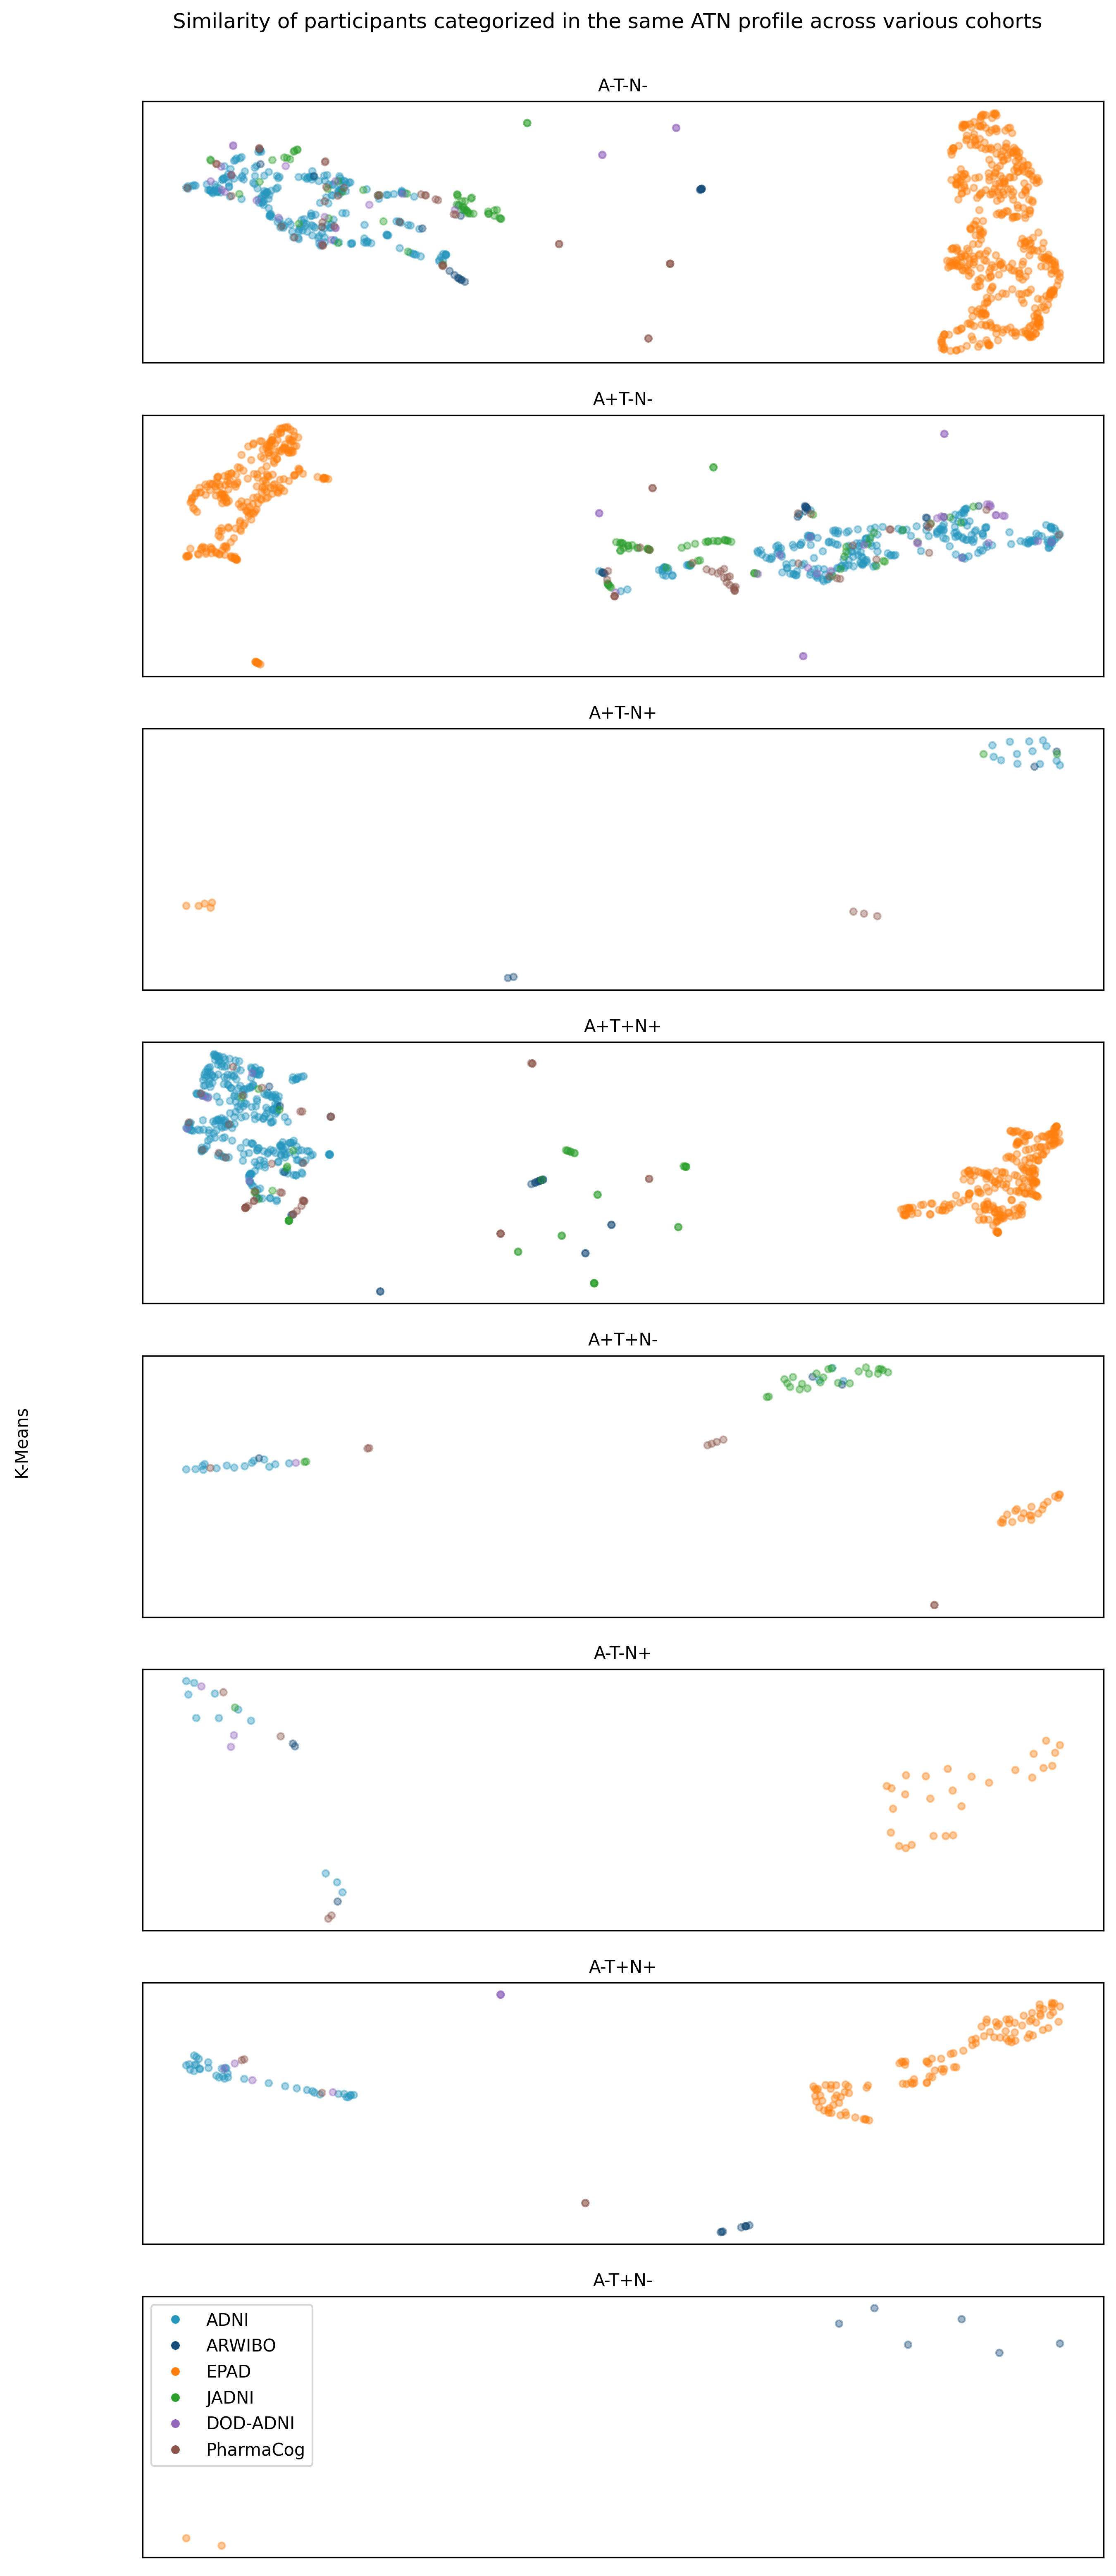 Similarity of participants categorized in the same ATN profile across various cohorts
A-T-N-
A+T-N-
A+T-N+
A+T+N+
A+T+N-
K-Means
A-T-N+
A-T+N+
A-T+N-
ADNI
ARWIBO
EPAD
JADNI
DOD-ADNI
PharmaCog